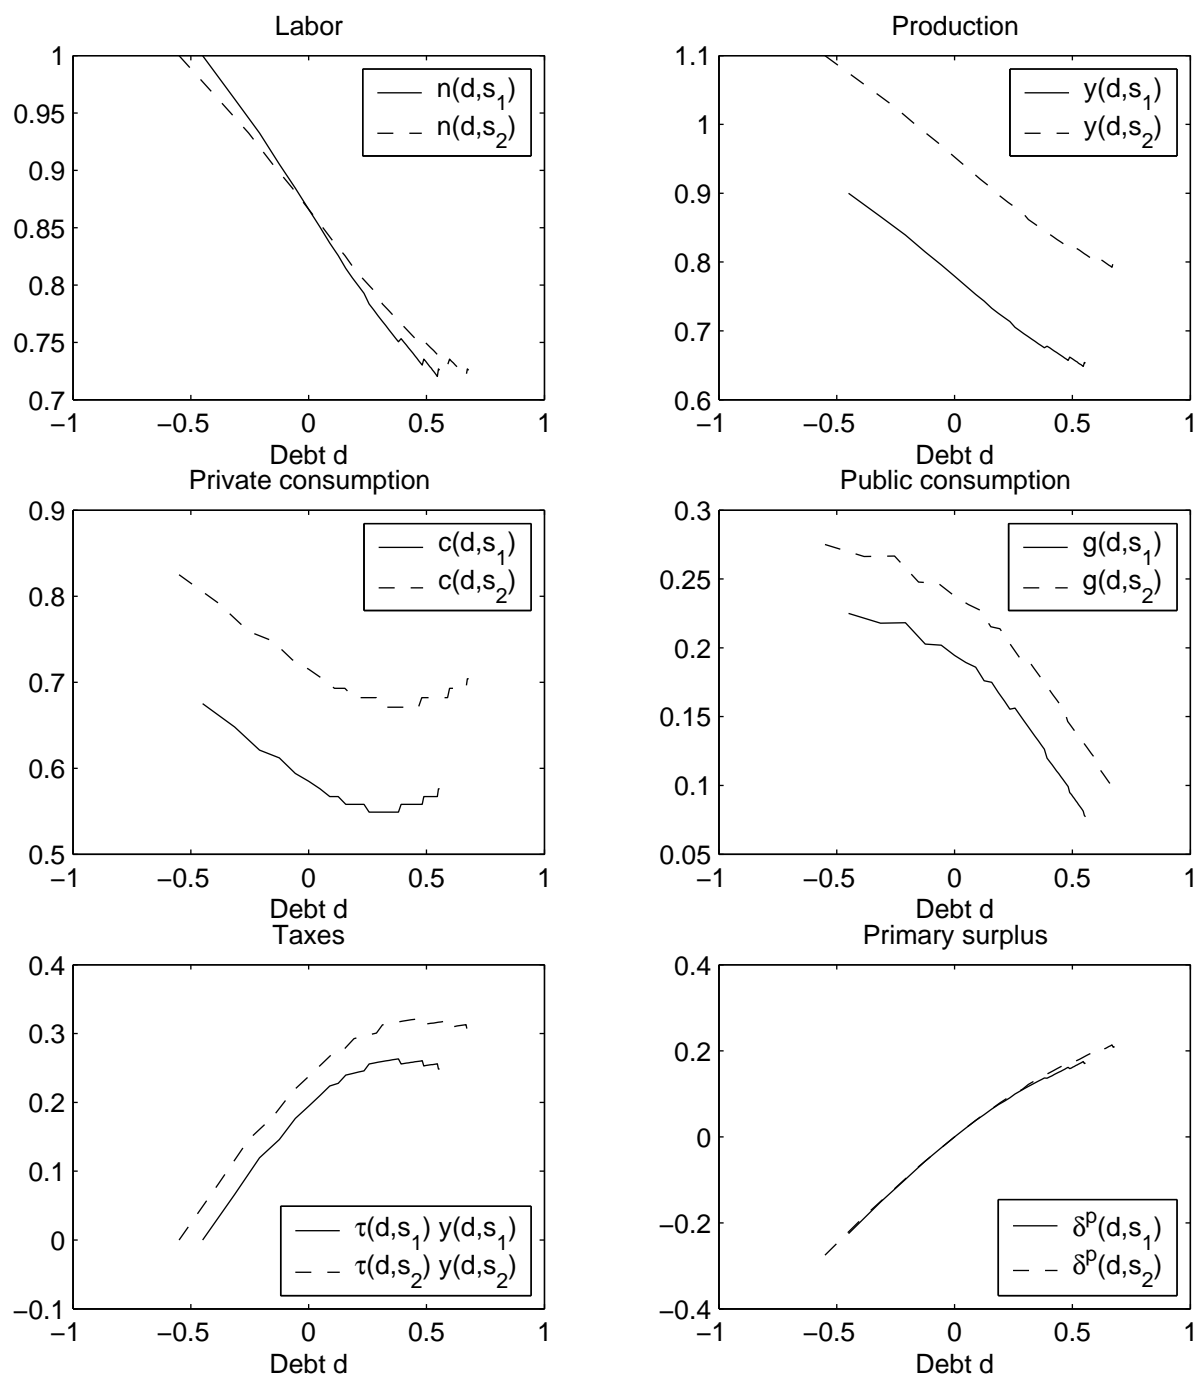 Labor
1
0.95
0.9
0.85
0.8
0.75
0.7
−1 −0.5 0 0.5 1
Debt d
n(d,s1)
n(d,s2)
Production
1.1
1
0.9
0.8
0.7
0.6
−1 −0.5 0 0.5 1
Debt d
y(d,s1)
y(d,s2)
Private consumption
0.9
0.8
0.7
0.6
0.5
−1 −0.5 0 0.5 1
Debt d
c(d,s1)
c(d,s2)
Public consumption
0.3
0.25
0.2
0.15
0.1
0.05
−1 −0.5 0 0.5 1
Debt d
g(d,s1)
g(d,s2)
Taxes
0.4
0.3
0.2
0.1
0
−0.1
−1 −0.5 0 0.5 1
Debt d
τ(d,s1) y(d,s1)
τ(d,s2) y(d,s2)
Primary surplus
0.4
0.2
0
−0.2
−0.4
−1 −0.5 0 0.5 1
Debt d
δp(d,s1)
δp(d,s2)